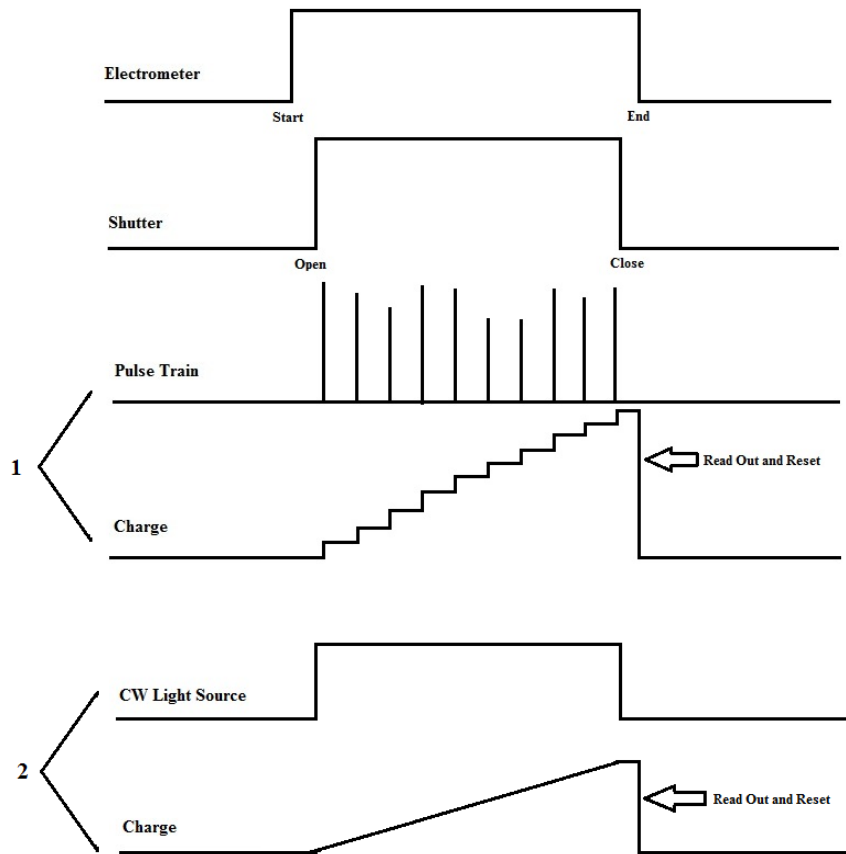 Electrometer
Start
End
Shutter
Open
Close
Pulse Train
1
Read Out and Reset
Charge
CW Light Source
2
Read Out and Reset
Charge